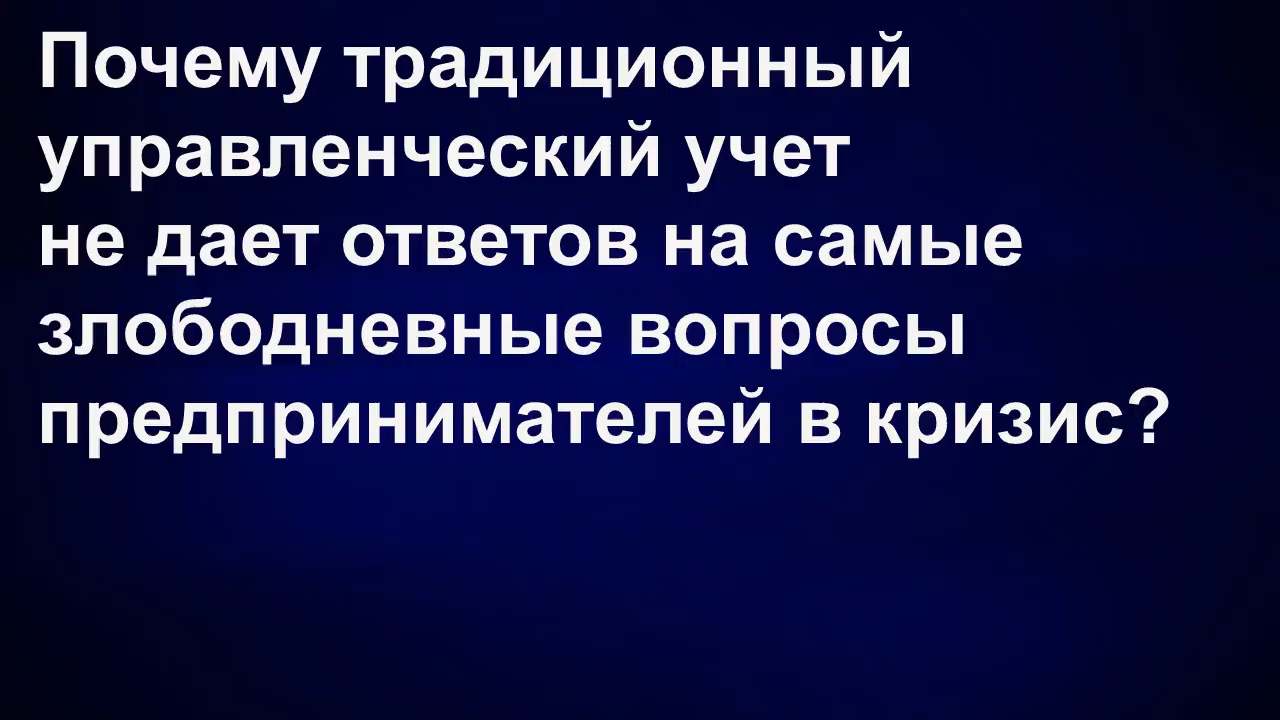 Почему традиционный
управленческий учет
не дает ответов на самые
злободневные вопросы
предпринимателей в кризис?